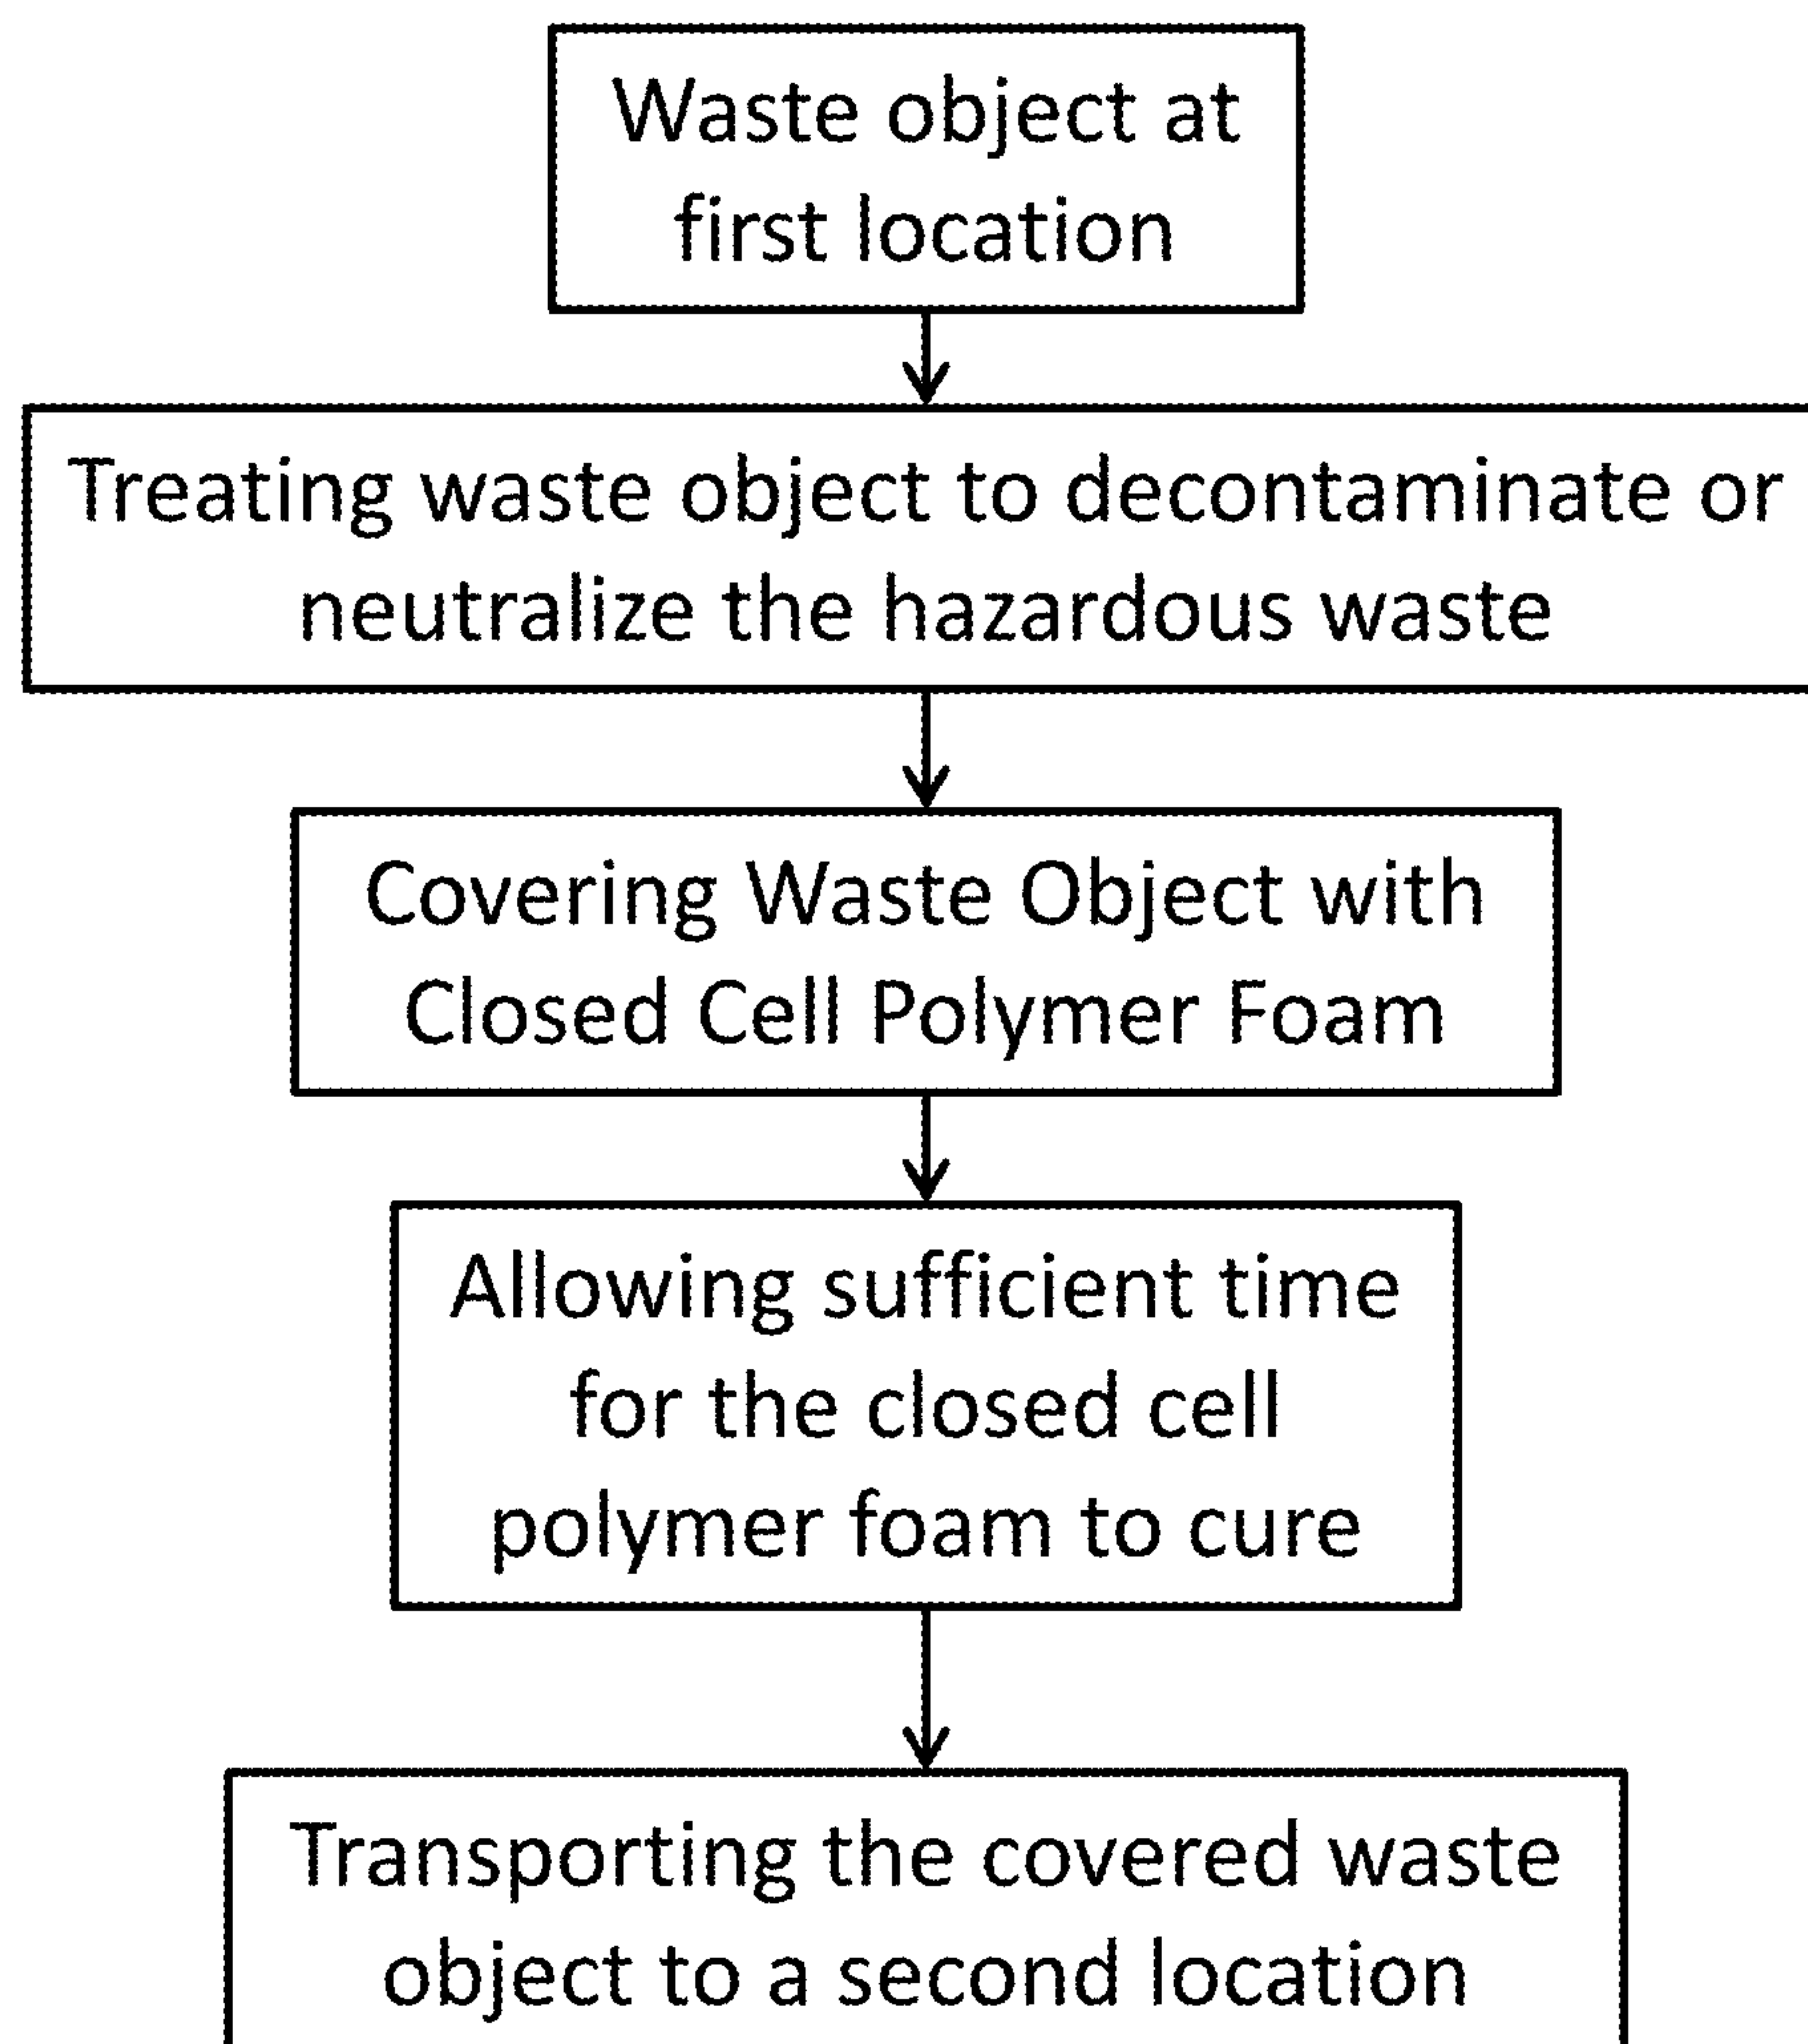 Waste object at
first location
Treating waste object to decontaminate or
neutralize the hazardous waste
Covering Waste Object with
Closed Cell Polymer Foam
Allowing sufficient time
for the closed cell
polymer foam to cure
Transporting the covered waste
object to a second location